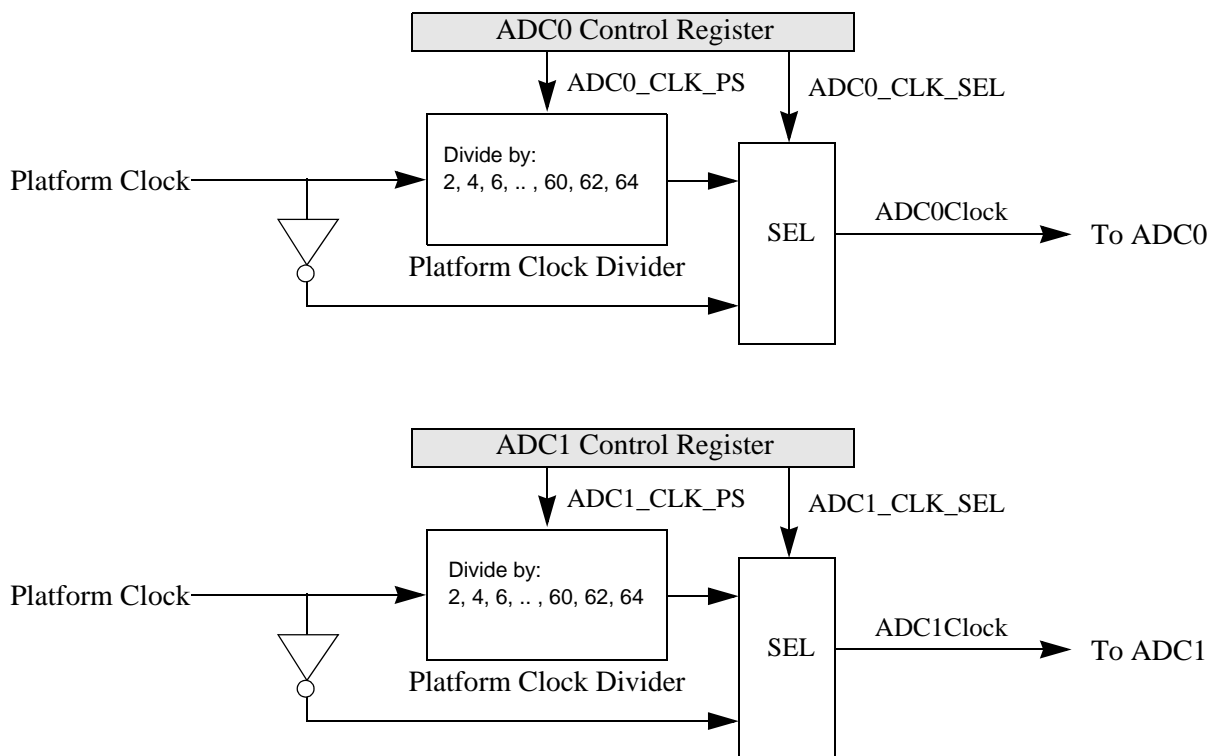 ADC0 Control Register
ADC0_CLK_PS
ADC0_CLK_SEL
Divide by:
2, 4, 6, .. , 60, 62, 64
Platform Clock
ADC0Clock
SEL
To ADC0
Platform Clock Divider
ADC1 Control Register
ADC1_CLK_PS
ADC1_CLK_SEL
Divide by:
2, 4, 6, .. , 60, 62, 64
Platform Clock
ADC1Clock
SEL
To ADC1
Platform Clock Divider